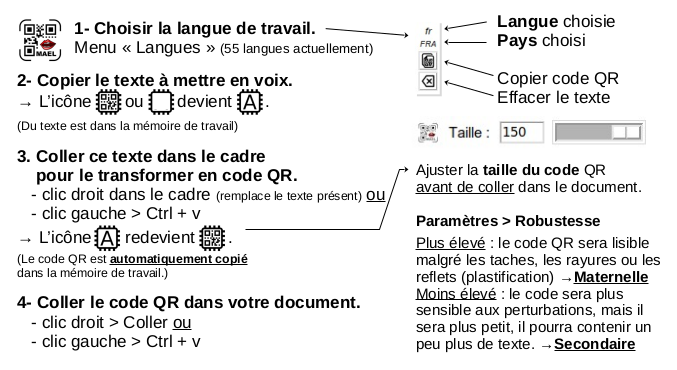 MAEL
1- Choisir la langue de travail.
Menu « Langues » (55 langues actuellement)
2- Copier le texte à mettre en voix.
→ L'icône ou devient A .
(Du texte est dans la mémoire de travail)
3. Coller ce texte dans le cadre
pour le transformer en code QR.
- clic droit dans le cadre (remplace le texte présent) ou
- clic gauche > Ctrl + v
→ L'icône A redevient .
(Le code QR est automatiquement copié
dans la mémoire de travail.)
4- Coller le code QR dans votre document.
- clic droit > Coller ou
- clic gauche > Ctrl + v
fr
FRA
Langue choisie
Pays choisi
Copier code QR
Effacer le texte
Taille : 150
Ajuster la taille du code QR
avant de coller dans le document.
Paramètres > Robustesse
Plus élevé : le code QR sera lisible
malgré les taches, les rayures ou les
reflets (plastification) →Maternelle
Moins élevé : le code sera plus
sensible aux perturbations, mais il
sera plus petit, il pourra contenir un
peu plus de texte. →Secondaire